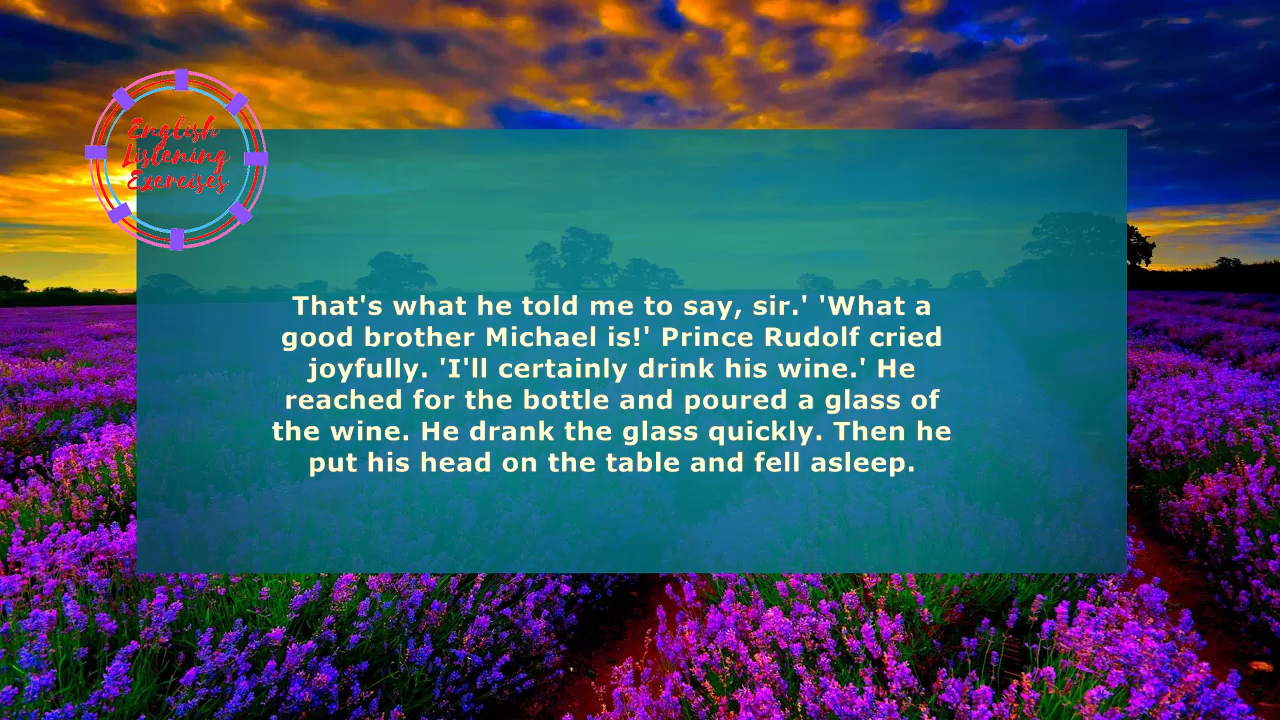 English
Listening
Exercises
That's what he told me to say, sir.' 'What a
good brother Michael is!' Prince Rudolf cried
joyfully. 'I'll certainly drink his wine.' He
reached for the bottle and poured a glass of
the wine. He drank the glass quickly. Then he
put his head on the table and fell asleep.